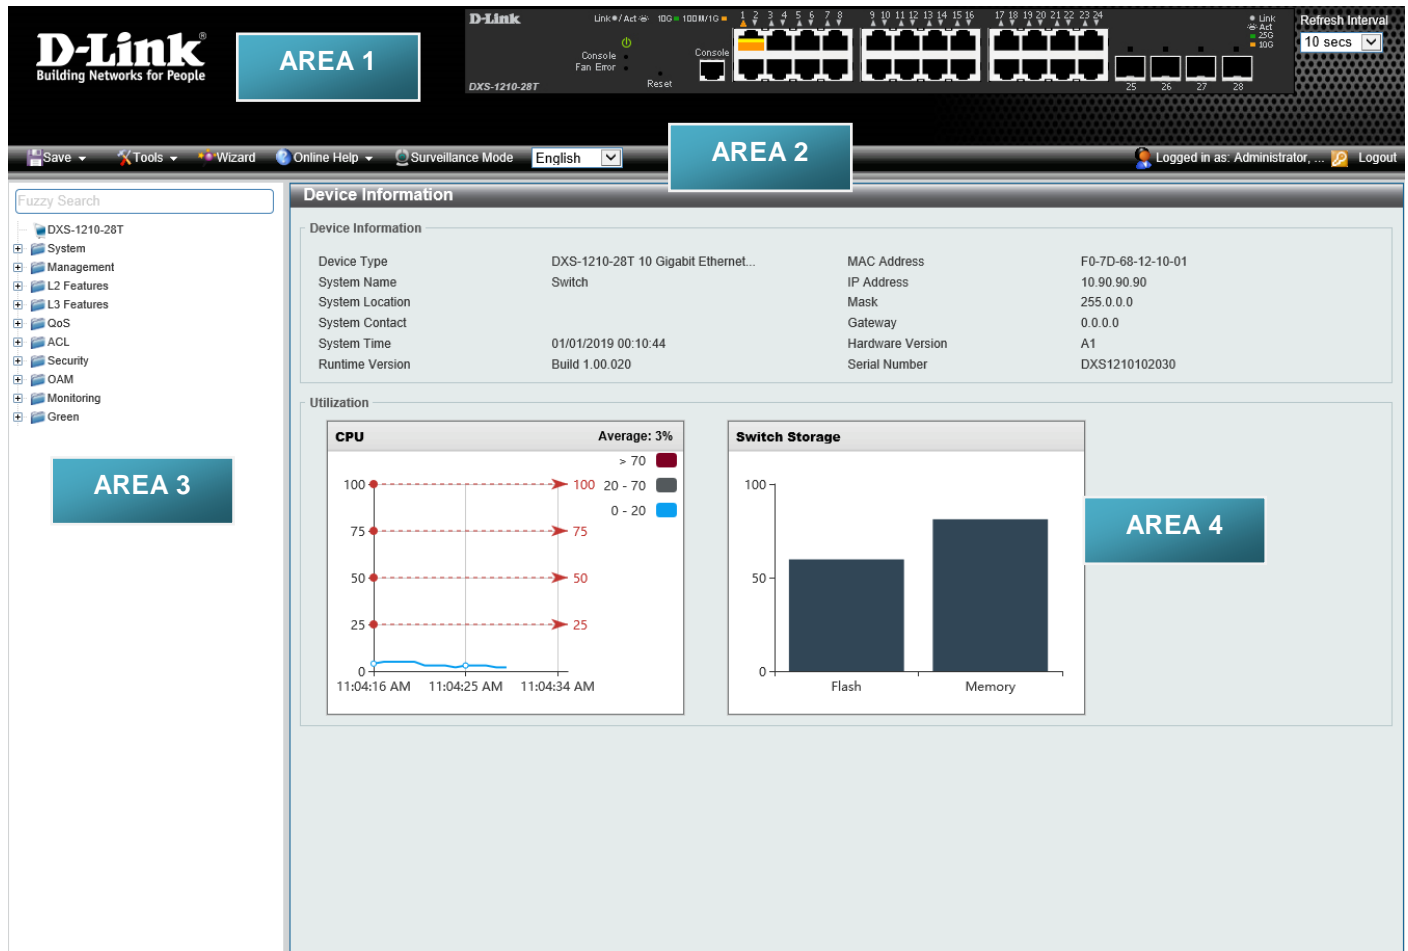 D-Link®
Building Networks for People
AREA 1
D-Link
Link / Act 10G 100M/1G
1 2 3 4 5 6 7 8 9 10 11 12 13 14 15 16 17 18 19 20 21 22 23 24
Console
Fan Error
Reset
Console
DXS-1210-28T
25 26 27 28
Link
Act
25G
10G
Refresh Interval
10 secs
Save Tools Wizard Online Help Surveillance Mode English
AREA 2
Logged in as: Administrator, ... Logout
Fuzzy Search
DXS-1210-28T
System
Management
L2 Features
L3 Features
QoS
ACL
Security
OAM
Monitoring
Green
AREA 3
Device Information
Device Information
Device Type DXS-1210-28T 10 Gigabit Ethernet... MAC Address F0-7D-68-12-10-01
System Name Switch IP Address 10.90.90.90
System Location Mask 255.0.0.0
System Contact Gateway 0.0.0.0
System Time 01/01/2019 00:10:44 Hardware Version A1
Runtime Version Build 1.00.020 Serial Number DXS1210102030
Utilization
CPU Average: 3%
> 70
20 - 70
0 - 20
100 100
75 75
50 50
25 25
0
11:04:16 AM 11:04:25 AM 11:04:34 AM
Switch Storage
100
50
0
Flash Memory
AREA 4